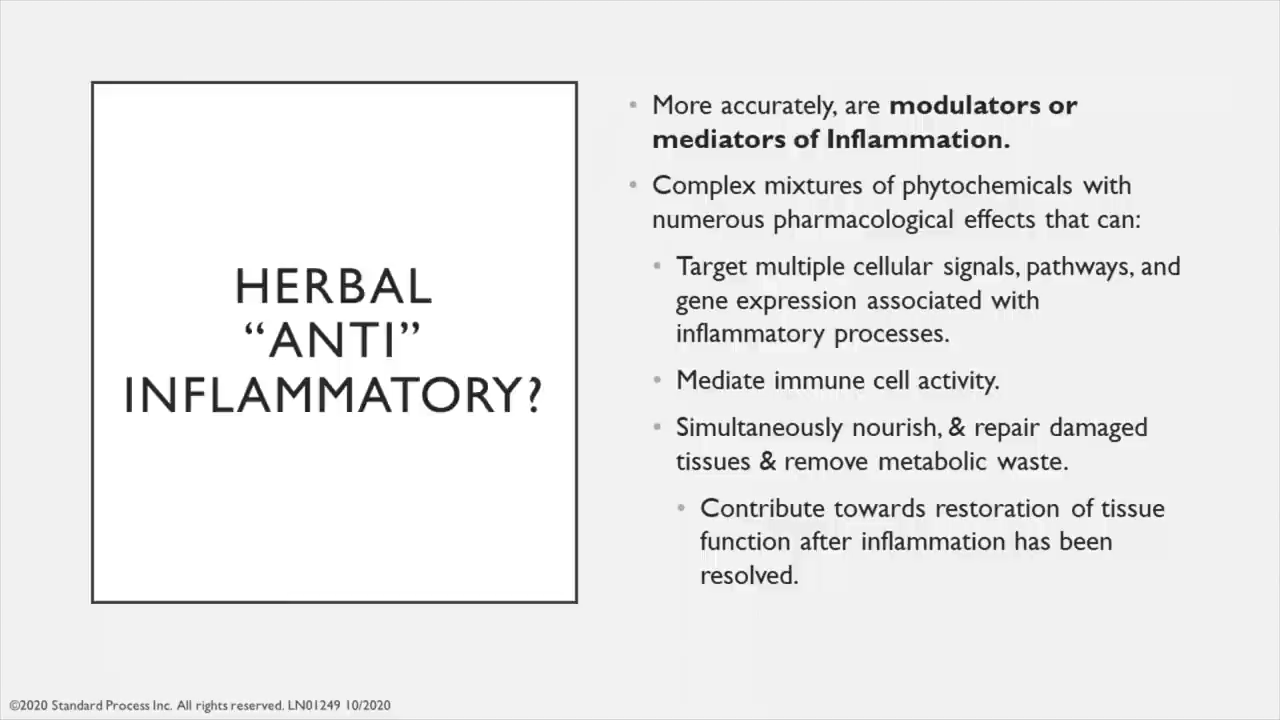 HERBAL
“ANTI”
INFLAMMATORY?
• More accurately, are modulators or
mediators of Inflammation.
• Complex mixtures of phytochemicals with
numerous pharmacological effects that can:
• Target multiple cellular signals, pathways, and
gene expression associated with
inflammatory processes.
• Mediate immune cell activity.
• Simultaneously nourish, & repair damaged
tissues & remove metabolic waste.
• Contribute towards restoration of tissue
function after inflammation has been
resolved.
©2020 Standard Process Inc. All rights reserved. LN01249 10/2020